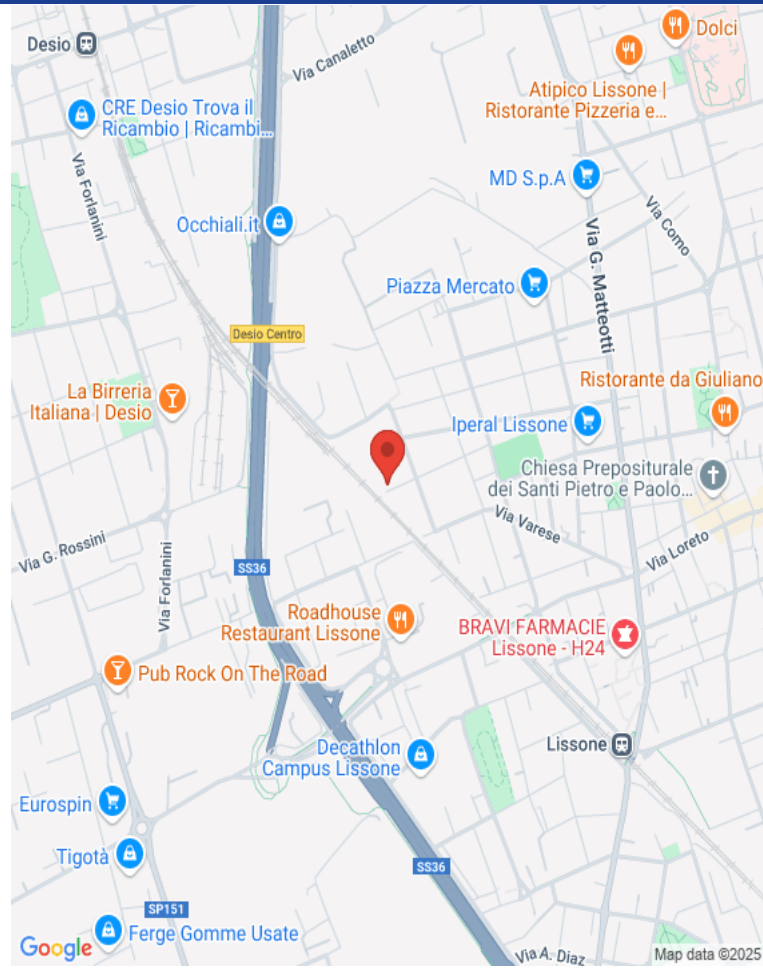 Desio
Dolci
Via Canaletto
Atipico Lissone |
Ristorante Pizzeria e...
CRE Desio Trova il
Ricambio | Ricambi...
MD S.p.A
Via Forlanini
Via Como
Occhiali.it
Via G. Matteotti
Piazza Mercato
Desio Centro
La Birreria
Italiana | Desio
Ristorante da Giuliano
Iperal Lissone
Chiesa Prepositurale
dei Santi Pietro e Paolo...
Via Varese
Via G. Rossini
Via Loreto
SS36
Via Forlanini
Roadhouse
Restaurant Lissone
BRAVI FARMACIE
Lissone - H24
Pub Rock On The Road
Lissone
Decathlon
Campus Lissone
Eurospin
Tigotà
SS36
SP151
Ferge Gomme Usate
Google
Via A. Diaz
Map data ©2025